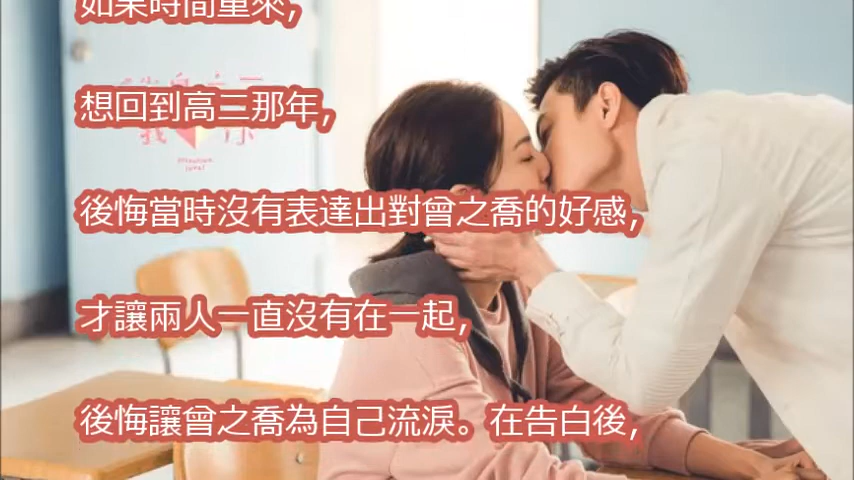 如果時間重來，
想回到高三那年，
後悔當時沒有表達出對曾之喬的好感，
才讓兩人一直沒有在一起，
後悔讓曾之喬為自己流淚。在告白後，